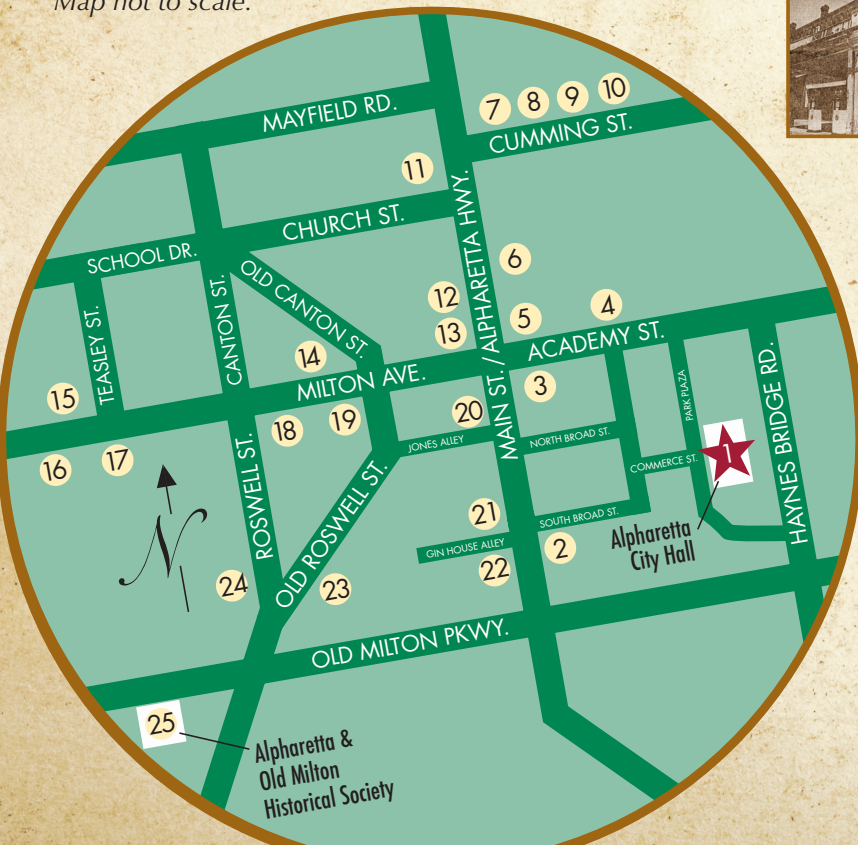 Map not to scale.
MAYFIELD RD.
7
8
9
10
CUMMING ST.
11
CHURCH ST.
SCHOOL DR.
OLD CANTON ST.
6
MAIN ST. / ALPHARETTA HWY.
12
13
5
4
ACADEMY ST.
TEASLEY ST.
CANTON ST.
14
MILTON AVE.
3
15
16
17
18
19
20
JONES ALLEY
NORTH BROAD ST.
PARK PLAZA
COMMERCE ST.
1
HAYNES BRIDGE RD.
N
ROSWELL ST.
OLD ROSWELL ST.
21
GIN HOUSE ALLEY
22
SOUTH BROAD ST.
2
Alpharetta
City Hall
24
23
OLD MILTON PKWY.
25
Alpharetta &
Old Milton
Historical Society